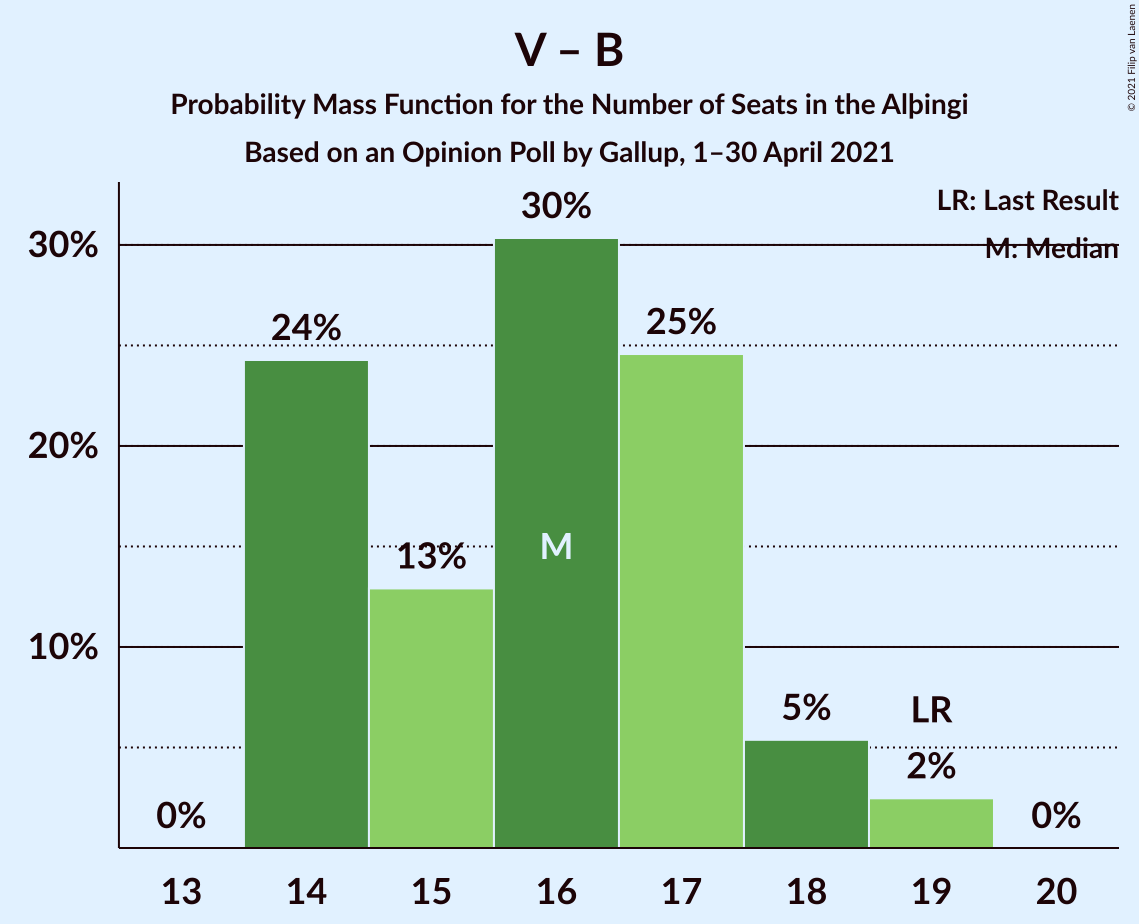 V – B
Probability Mass Function for the Number of Seats in the Alþingi
Based on an Opinion Poll by Gallup, 1–30 April 2021
© 2021 Filip van Laenen
LR: Last Result
M: Median
30%
20%
10%
0%
24%
13%
30%
M
25%
5%
LR
2%
0%
13 14 15 16 17 18 19 20